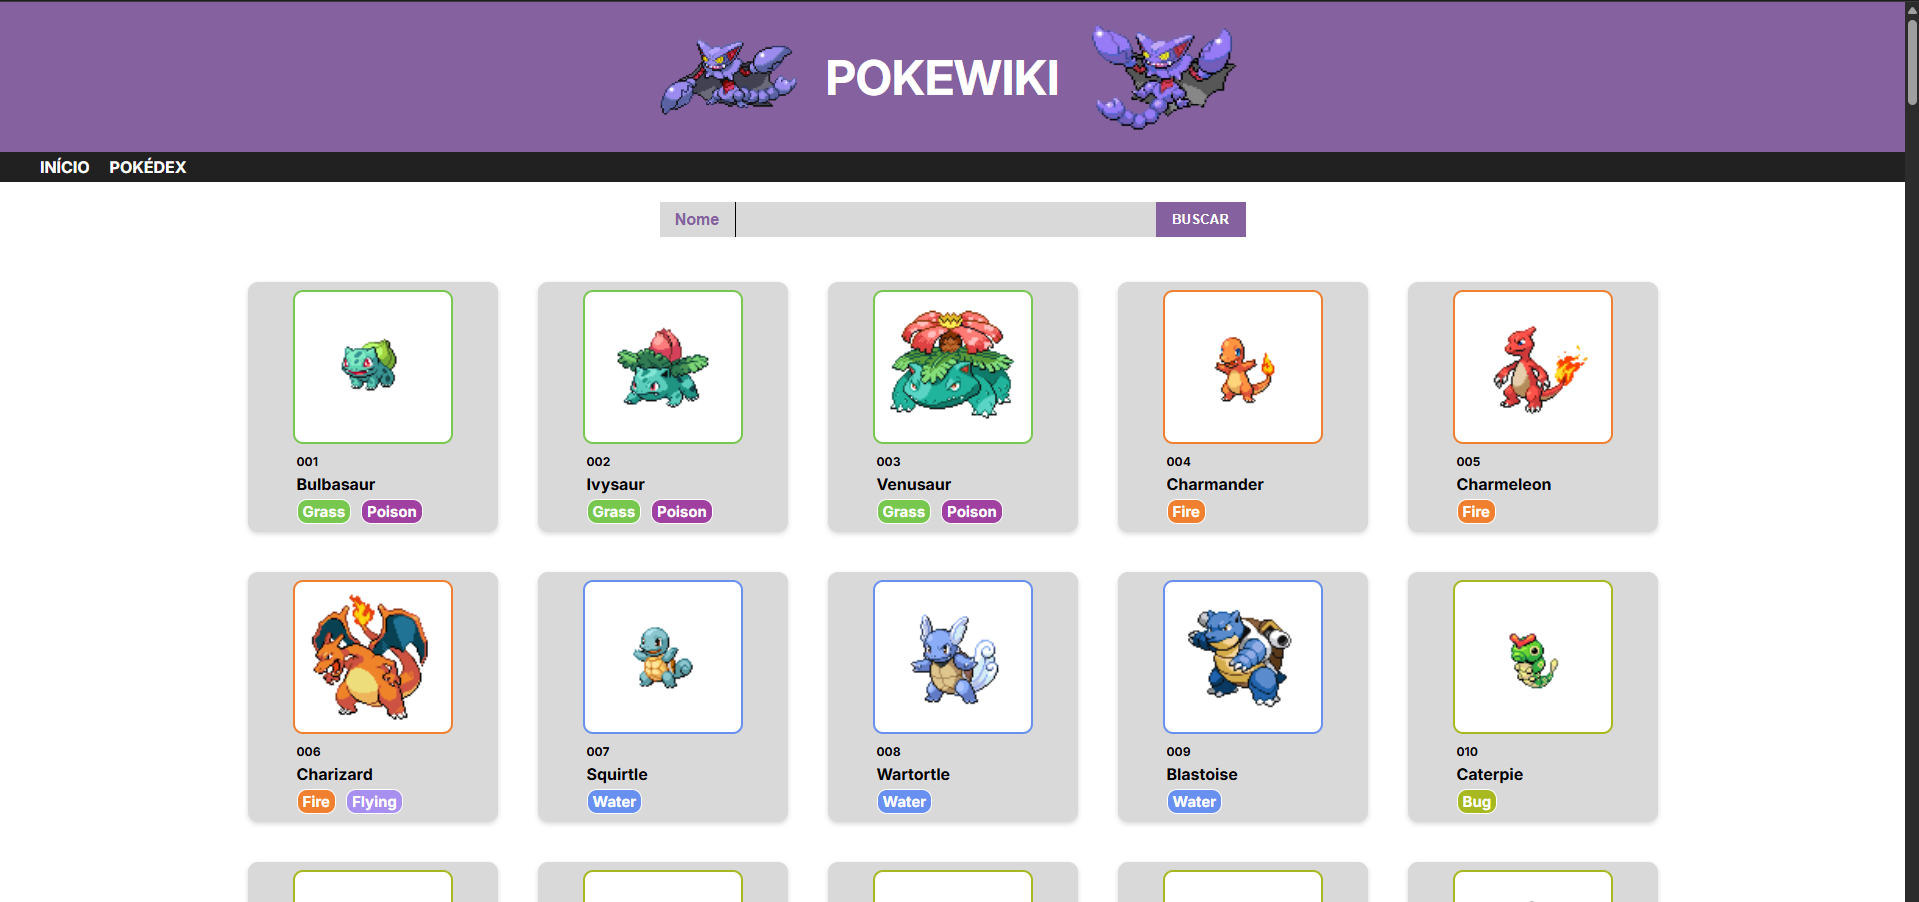 POKEWIKI
INÍCIO POKÉDEX
Nome BUSCAR
001
Bulbasaur
Grass Poison
002
Ivysaur
Grass Poison
003
Venusaur
Grass Poison
004
Charmander
Fire
005
Charmeleon
Fire
006
Charizard
Fire Flying
007
Squirtle
Water
008
Wartortle
Water
009
Blastoise
Water
010
Caterpie
Bug